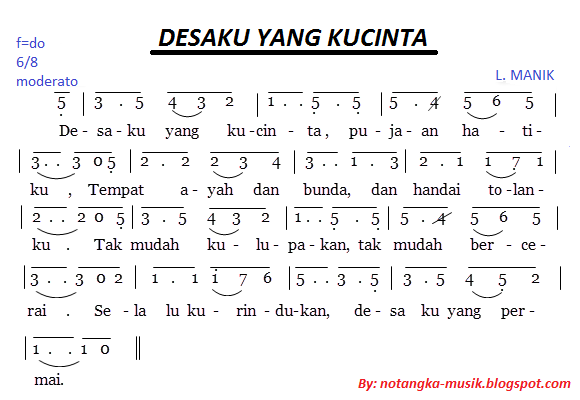 DESAKU YANG KUCINTA
f=do
6/8
moderato
L. MANIK
5 | 3 . 5 4 3 2 | 1 . . 5 . 5 | 5 . 4 5 6 5 |
De - sa - ku yang ku - cin - ta , pu - ja - an ha - ti -
| 3 . . 3 0 5 | 2 . 2 2 3 4 | 3 . 1 . 3 | 2 . 1 1 7 1 |
ku , Tempat a - yah dan bunda, dan handai to - lan -
| 2 . . 2 0 5 | 3 . 5 4 3 2 | 1 . . 5 . 5 | 5 . 4 5 6 5 |
ku . Tak mudah ku - lu - pa - kan, tak mudah ber - ce -
| 3 . . 3 0 2 | 1 . 1 1 7 6 | 5 . . 3 . 5 | 3 . 5 4 5 2 |
rai . Se - la lu ku - rin - du - kan, de - sa ku yang per -
| 1 . . 1 0 ||
mai.
By: notangka-musik.blogspot.com